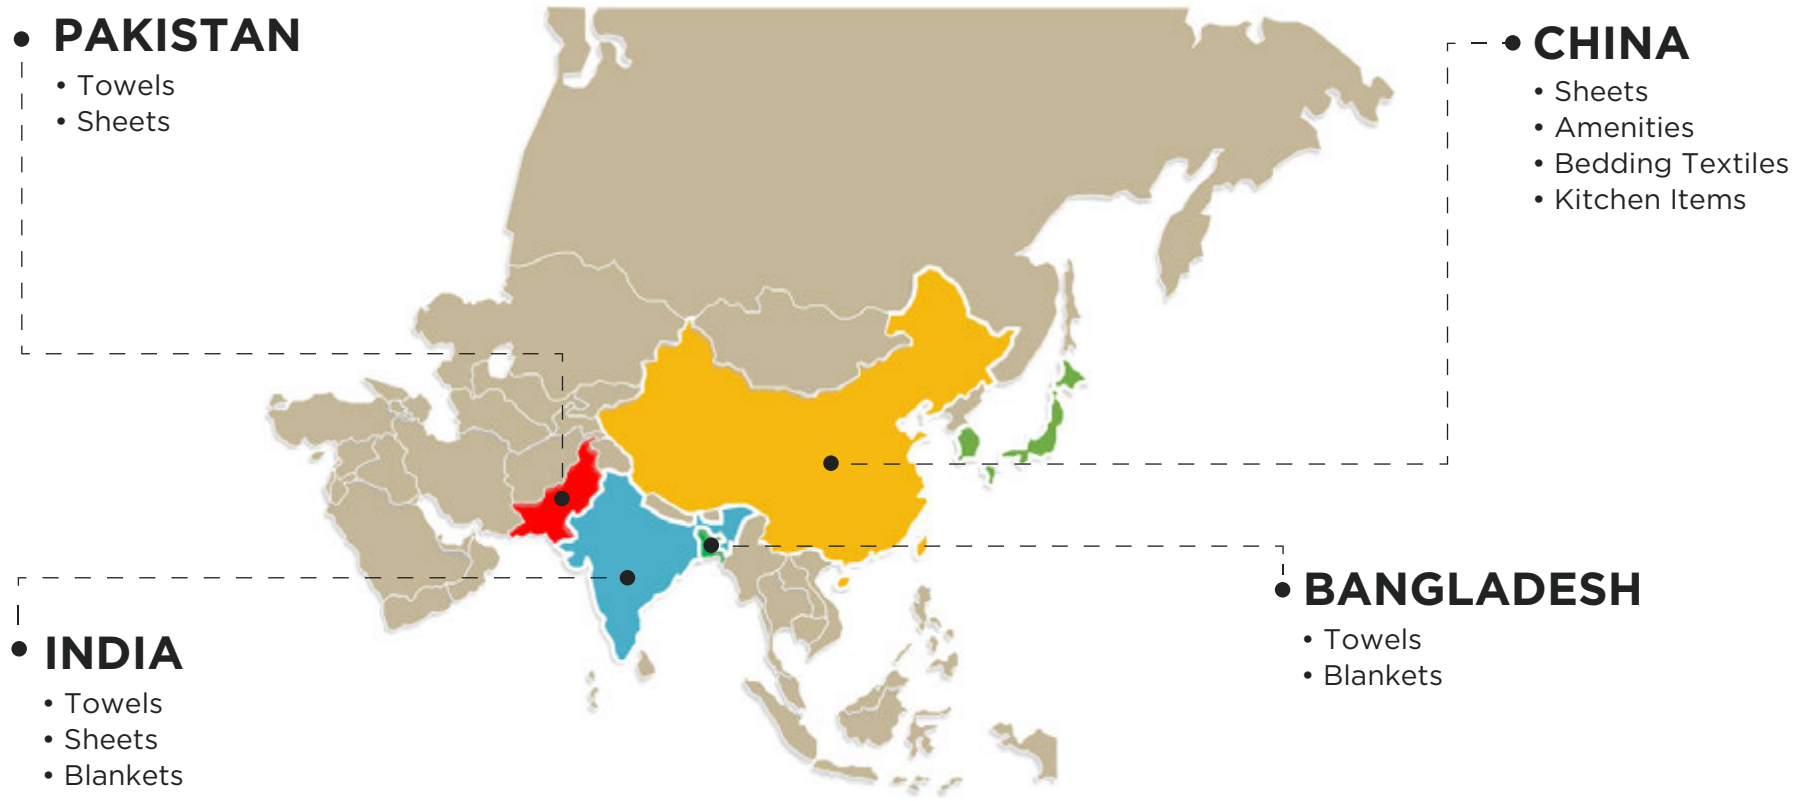 PAKISTAN
• Towels
• Sheets
CHINA
• Sheets
• Amenities
• Bedding Textiles
• Kitchen Items
INDIA
• Towels
• Sheets
• Blankets
BANGLADESH
• Towels
• Blankets